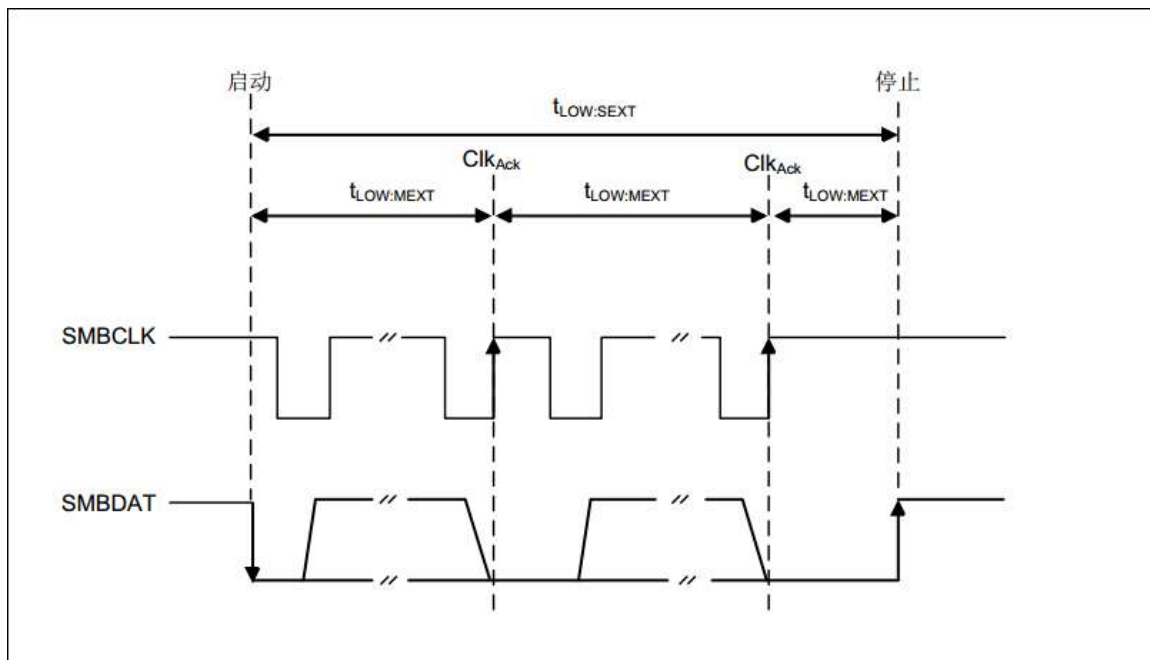 启动 停止
tLOW:SEXT
ClkAck ClkAck
tLOW:MEXT tLOW:MEXT tLOW:MEXT
SMBCLK
SMBDAT